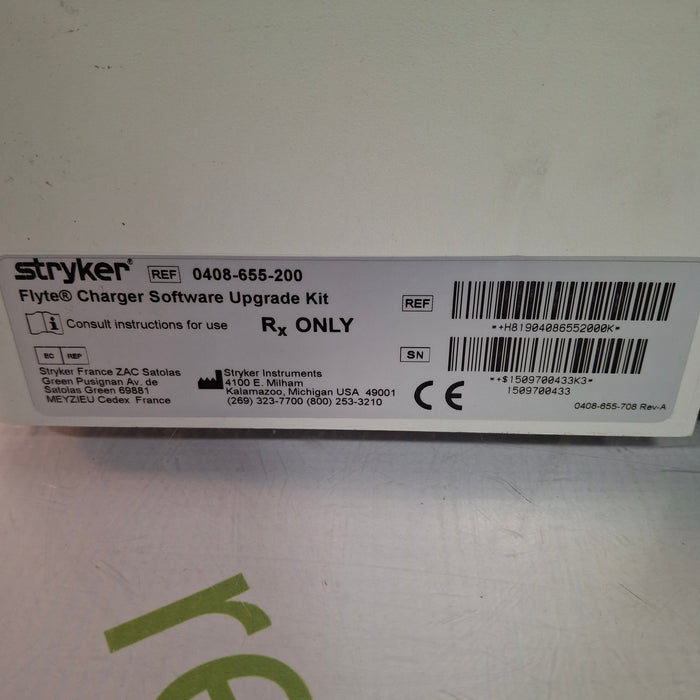 stryker® REF 0408-655-200
Flyte® Charger Software Upgrade Kit
Consult instructions for use Rx ONLY
EC REP
Stryker France ZAC Satolas
Green Pusignan Av. de
Satolas Green 69881
MEYZIEU Cedex France
Stryker Instruments
4100 E. Milham
Kalamazoo, Michigan USA 49001
(269) 323-7700 (800) 253-3210
CE
REF
*+H81904086552000K*
SN
*+$1509700433K3*
1509700433
0408-655-708 Rev-A
re